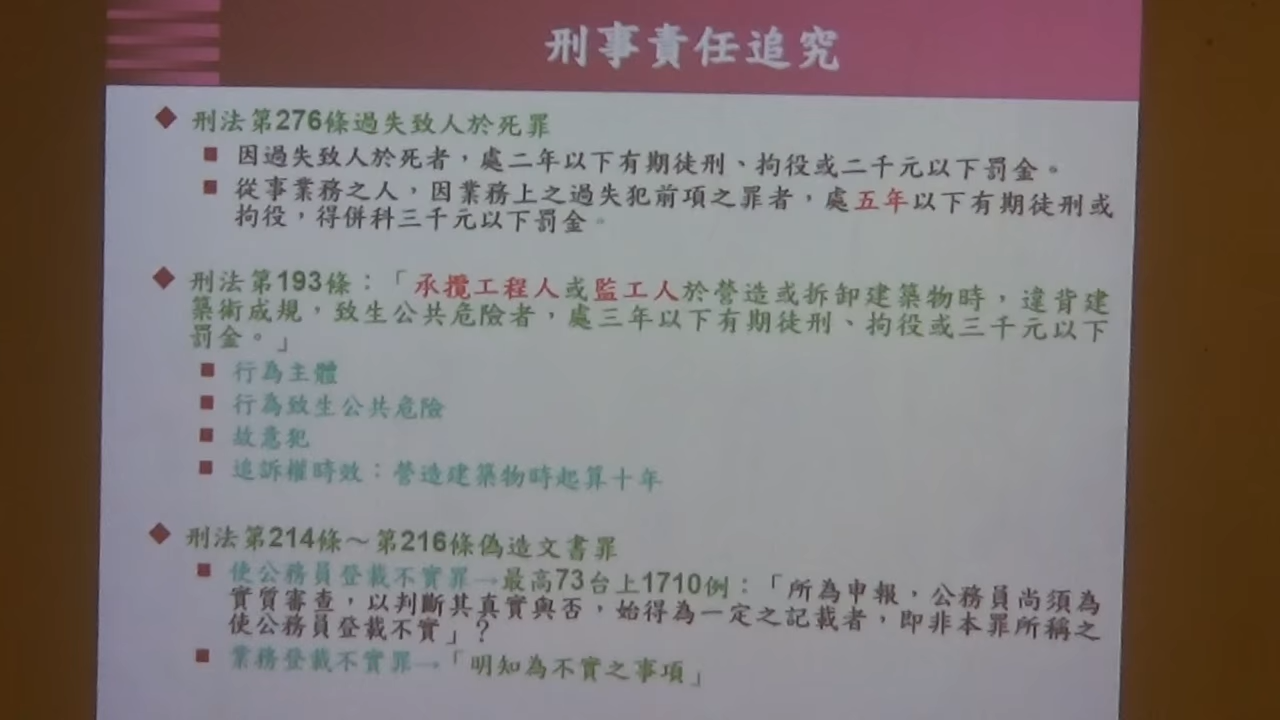 刑事責任追究
刑法第276條過失致人於死罪
因過失致人於死者，處二年以下有期徒刑、拘役或二千元以下罰金。
從事業務之人，因業務上之過失犯前項之罪者，處五年以下有期徒刑或
拘役，得併科三千元以下罰金。
刑法第193條：「承攬工程人或監工人於營造或拆卸建築物時，違背建
築術成規，致生公共危險者，處三年以下有期徒刑、拘役或三千元以下
罰金。」
行為主體
行為致生公共危險
故意犯
追訴權時效：營造建築物時起算十年
刑法第214條～第216條偽造文書罪
使公務員登載不實罪→最高73台上1710例：「所為申報，公務員尚須為
實質審查，以判斷其真實與否，始得為一定之記載者，即非本罪所稱之
使公務員登載不實」？
業務登載不實罪→「明知為不實之事項」